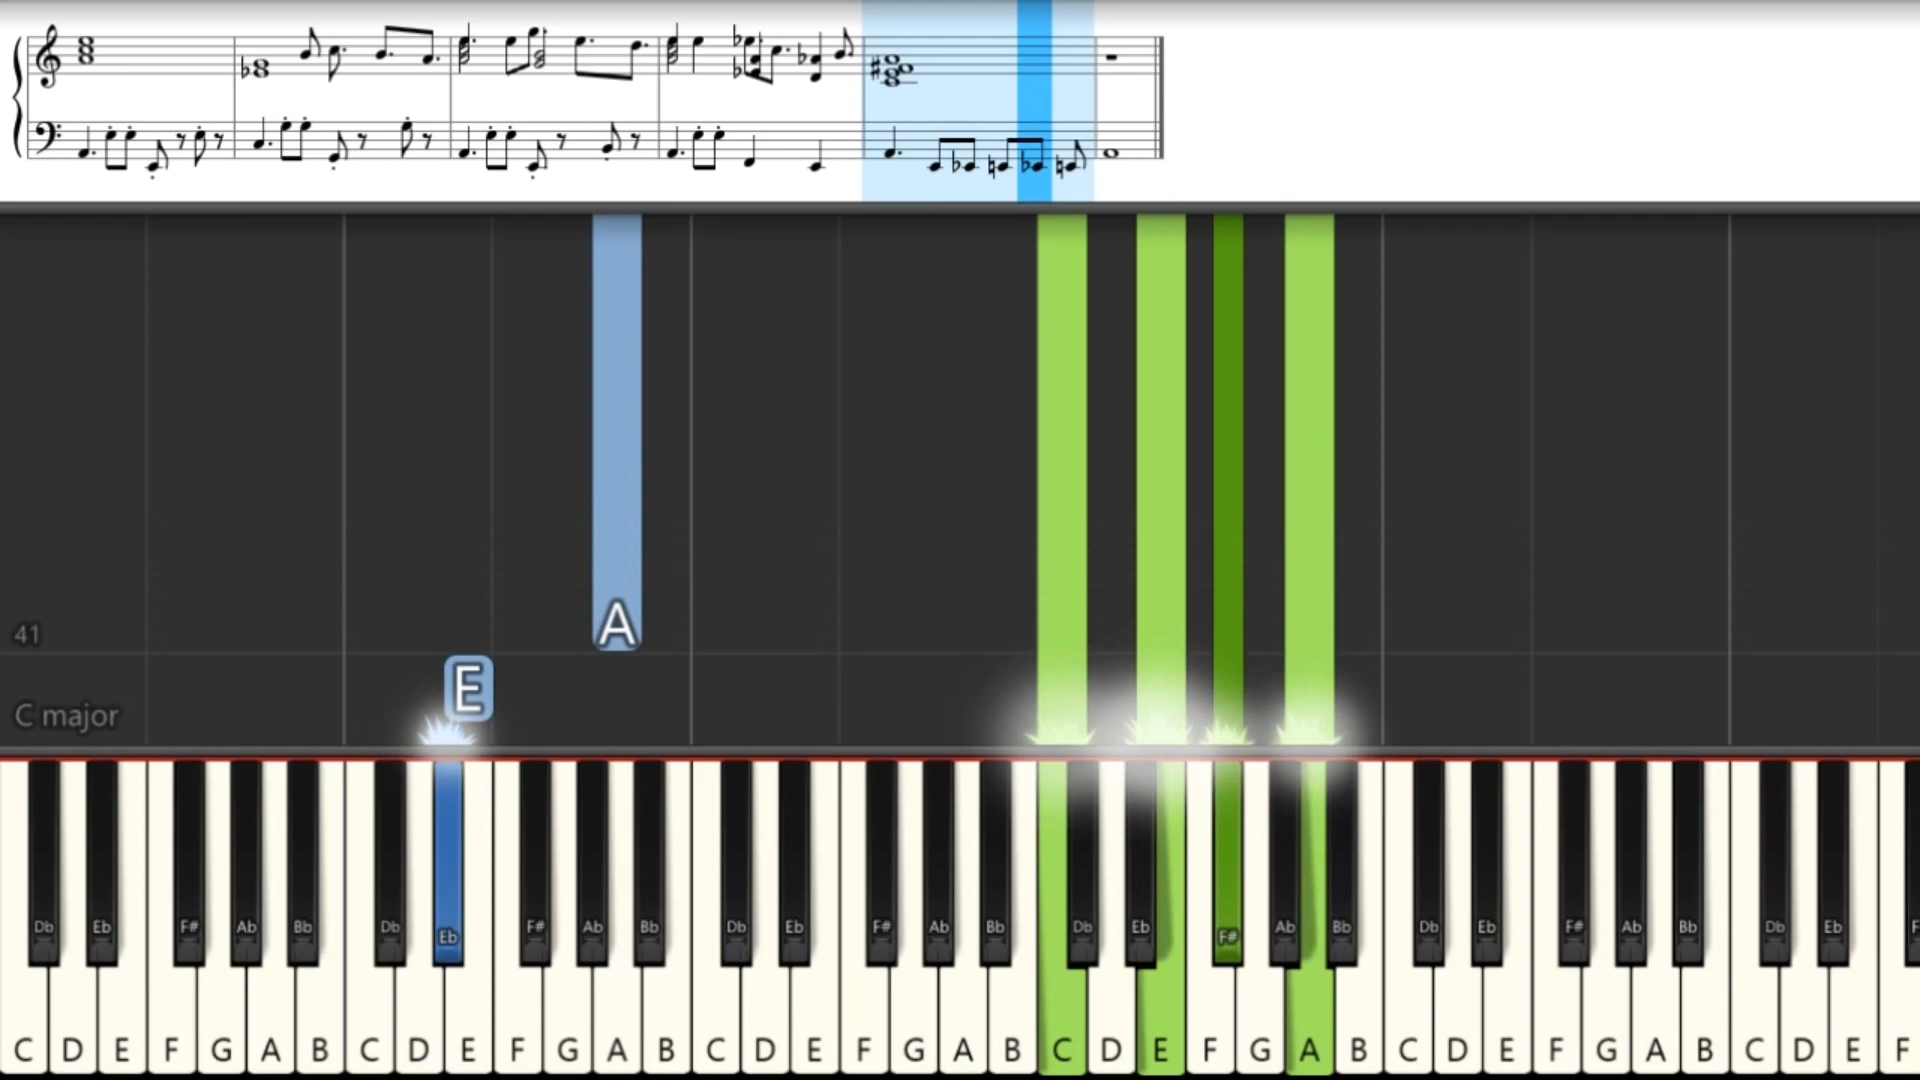 A
41
E
C major
Db Eb F# Ab Bb Db Eb F# Ab Bb Db Eb F# Ab Bb Db Eb F# Ab Bb Db Eb F# Ab Bb Db Eb F
C D E F G A B C D E F G A B C D E F G A B C D E F G A B C D E F G A B C D E F